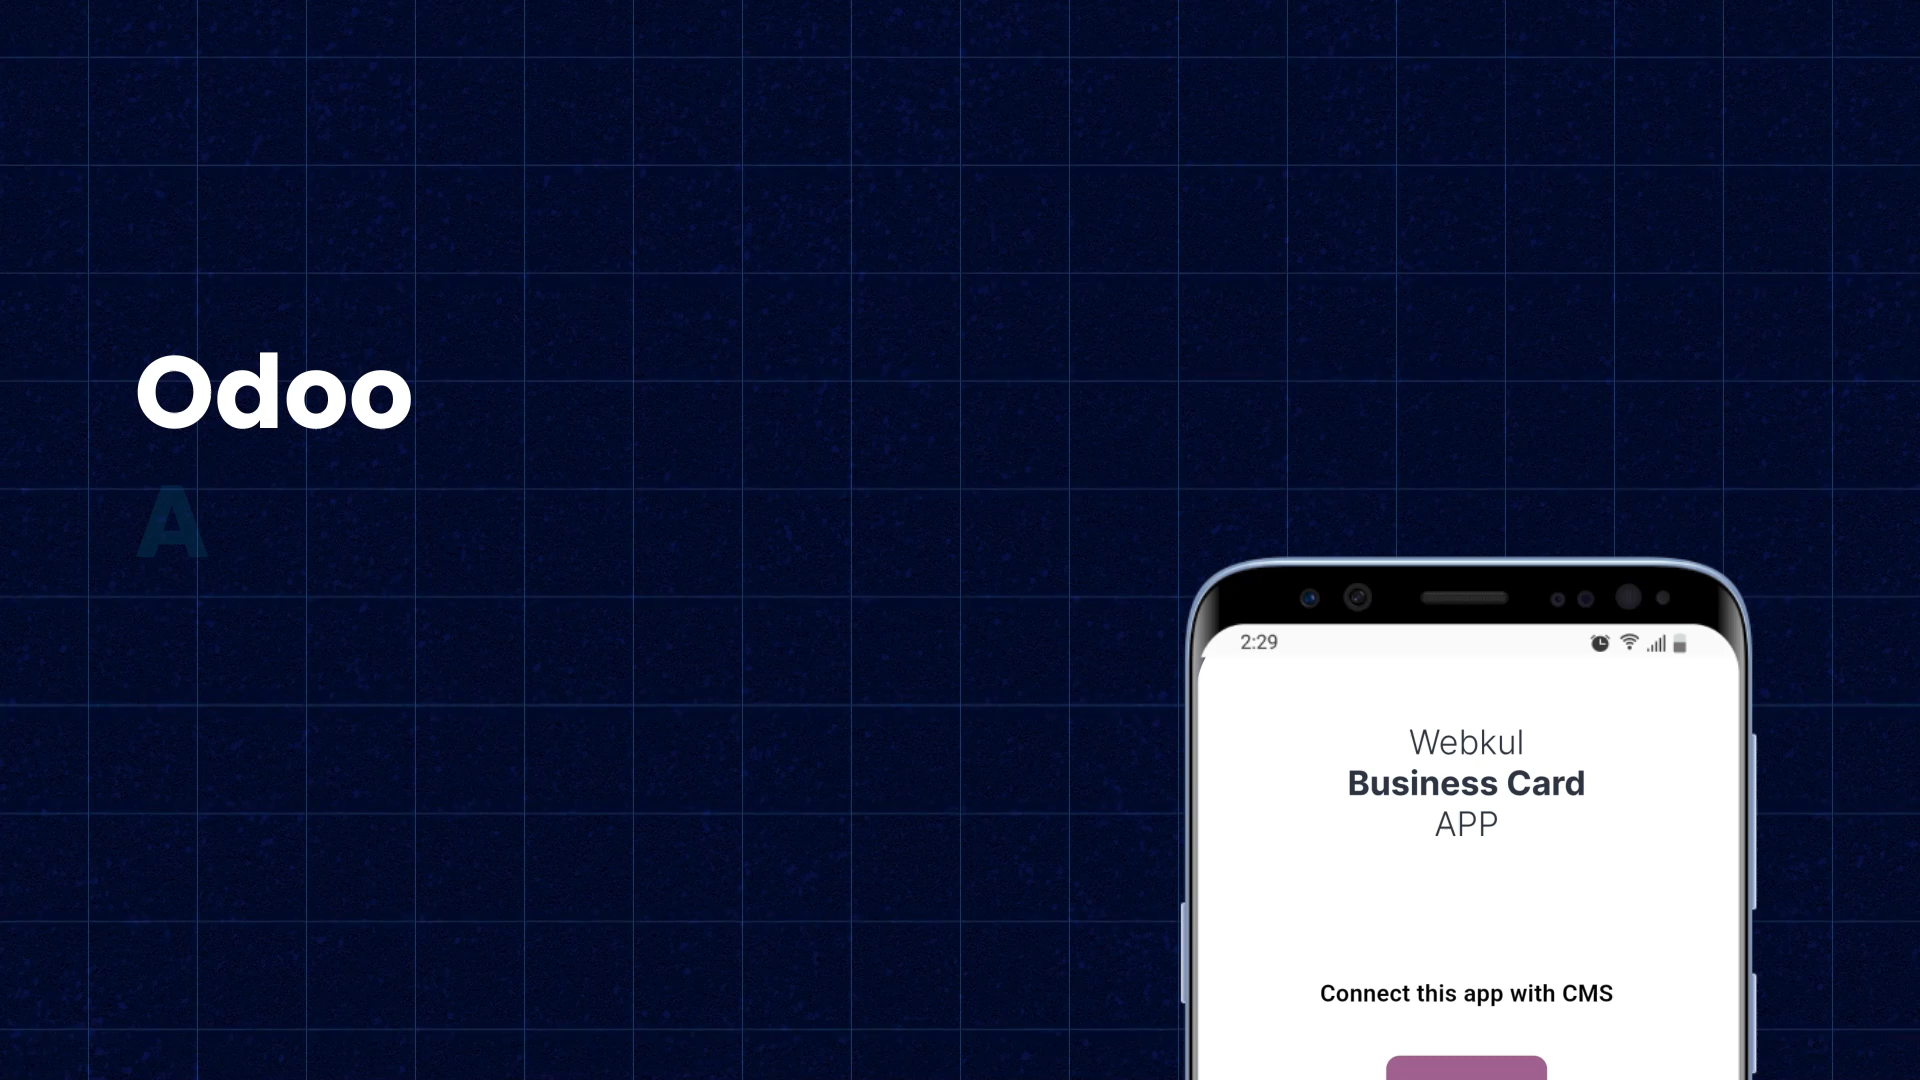 Odoo
A
2:29
Webkul
Business Card
APP
Connect this app with CMS